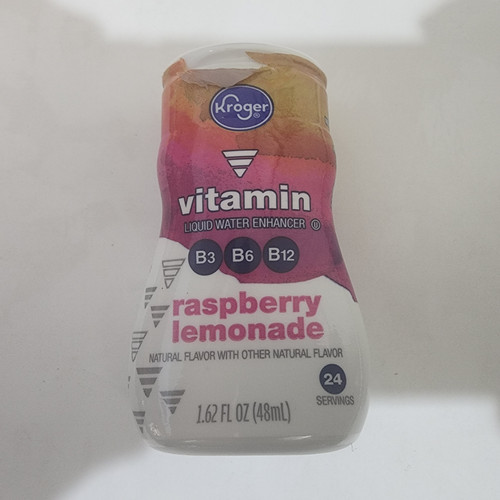 Kroger
vitamin
LIQUID WATER ENHANCER
B3 B6 B12
raspberry
lemonade
NATURAL FLAVOR WITH OTHER NATURAL FLAVOR
24
SERVINGS
1.62 FL OZ (48mL)